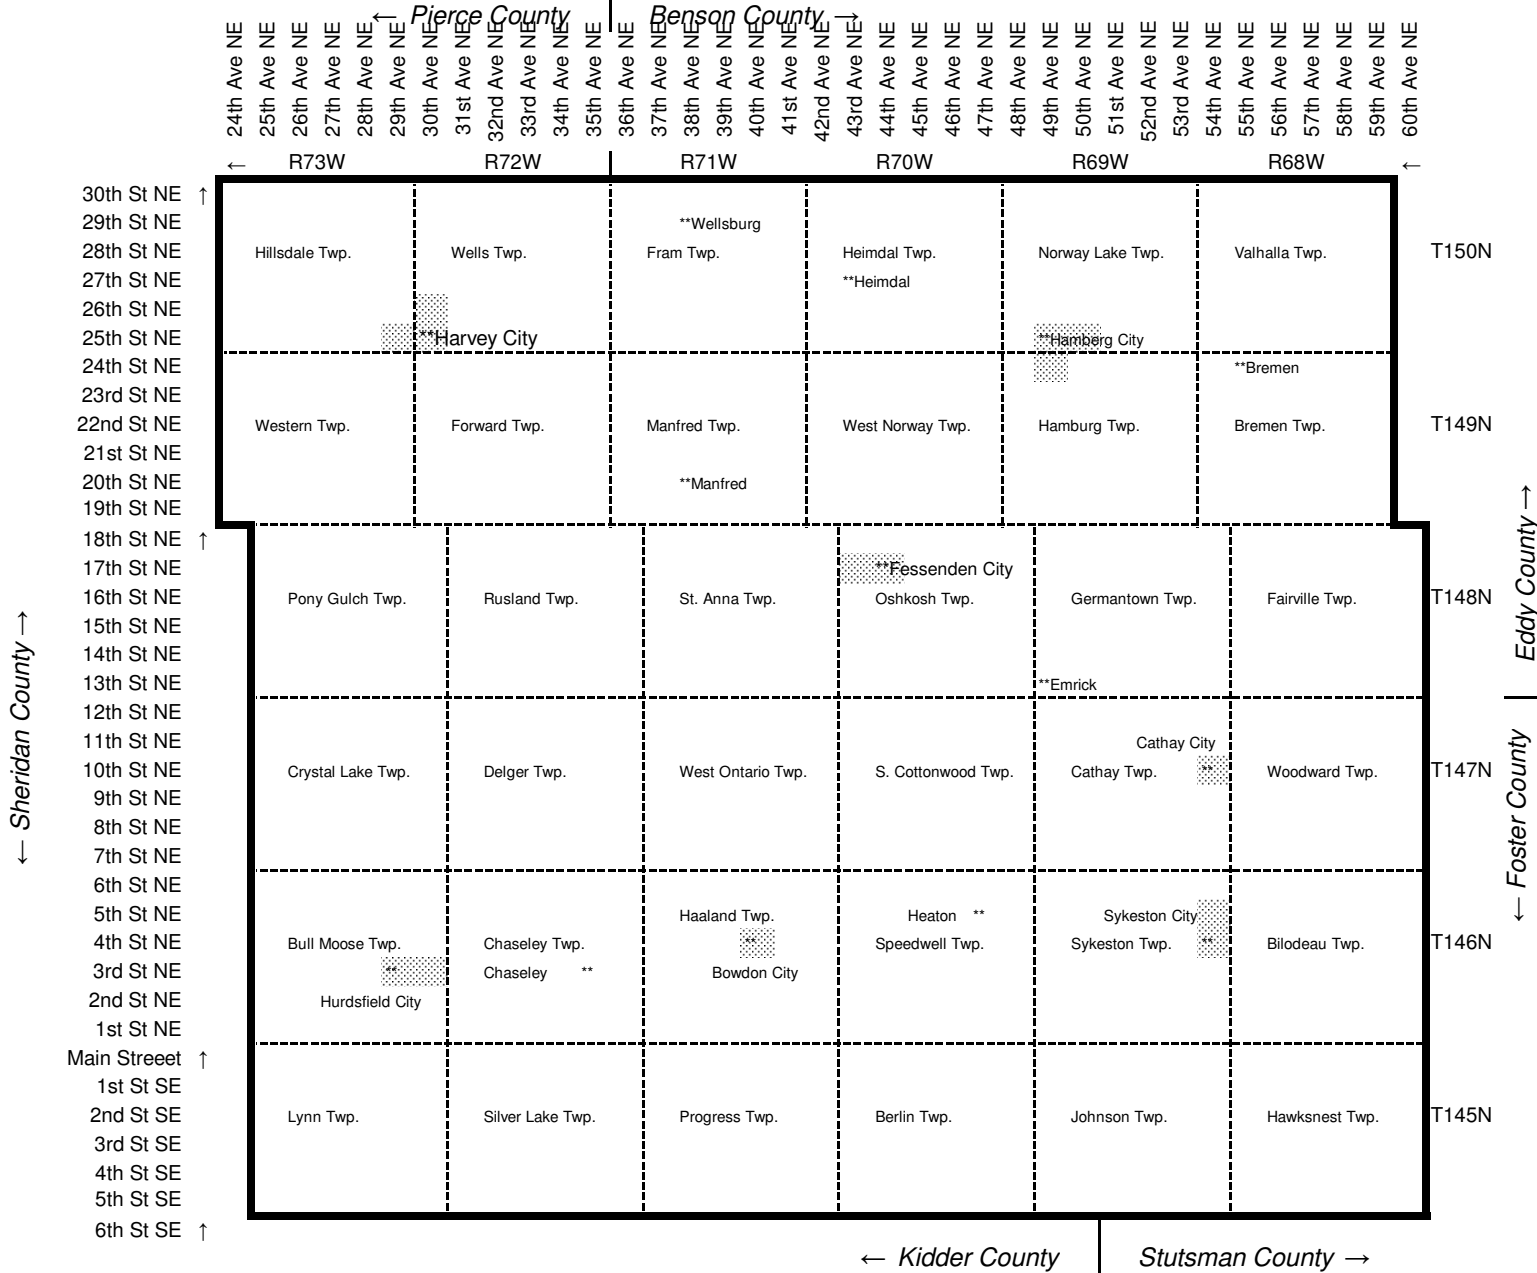 ← Pierce County Benson County →
24th Ave NE
25th Ave NE
26th Ave NE
27th Ave NE
28th Ave NE
29th Ave NE
30th Ave NE
31st Ave NE
32nd Ave NE
33rd Ave NE
34th Ave NE
35th Ave NE
36th Ave NE
37th Ave NE
38th Ave NE
39th Ave NE
40th Ave NE
41st Ave NE
42nd Ave NE
43rd Ave NE
44th Ave NE
45th Ave NE
46th Ave NE
47th Ave NE
48th Ave NE
49th Ave NE
50th Ave NE
51st Ave NE
52nd Ave NE
53rd Ave NE
54th Ave NE
55th Ave NE
56th Ave NE
57th Ave NE
58th Ave NE
59th Ave NE
60th Ave NE
← R73W R72W R71W R70W R69W R68W ←
30th St NE ↑
29th St NE **Wellsburg
28th St NE Hillsdale Twp. Wells Twp. Fram Twp. Heimdal Twp. Norway Lake Twp. Valhalla Twp. T150N
27th St NE **Heimdal
26th St NE
25th St NE **Harvey City **Hamberg City
24th St NE **Bremen
23rd St NE
22nd St NE Western Twp. Forward Twp. Manfred Twp. West Norway Twp. Hamburg Twp. Bremen Twp. T149N
21st St NE
20th St NE **Manfred
19th St NE
18th St NE ↑
17th St NE **Fessenden City
16th St NE Pony Gulch Twp. Rusland Twp. St. Anna Twp. Oshkosh Twp. Germantown Twp. Fairville Twp. T148N
15th St NE
14th St NE
13th St NE **Emrick
12th St NE
11th St NE Cathay City
10th St NE Crystal Lake Twp. Delger Twp. West Ontario Twp. S. Cottonwood Twp. Cathay Twp. ** Woodward Twp. T147N
9th St NE
8th St NE
7th St NE
6th St NE
5th St NE Haaland Twp. Heaton ** Sykeston City
4th St NE Bull Moose Twp. Chaseley Twp. ** Speedwell Twp. Sykeston Twp. ** Bilodeau Twp. T146N
3rd St NE ** Chaseley ** Bowdon City
2nd St NE Hurdsfield City
1st St NE
Main Streeet ↑
1st St SE
2nd St SE Lynn Twp. Silver Lake Twp. Progress Twp. Berlin Twp. Johnson Twp. Hawksnest Twp. T145N
3rd St SE
4th St SE
5th St SE
6th St SE ↑
← Sheridan County →
Eddy County →
← Foster County
← Kidder County Stutsman County →